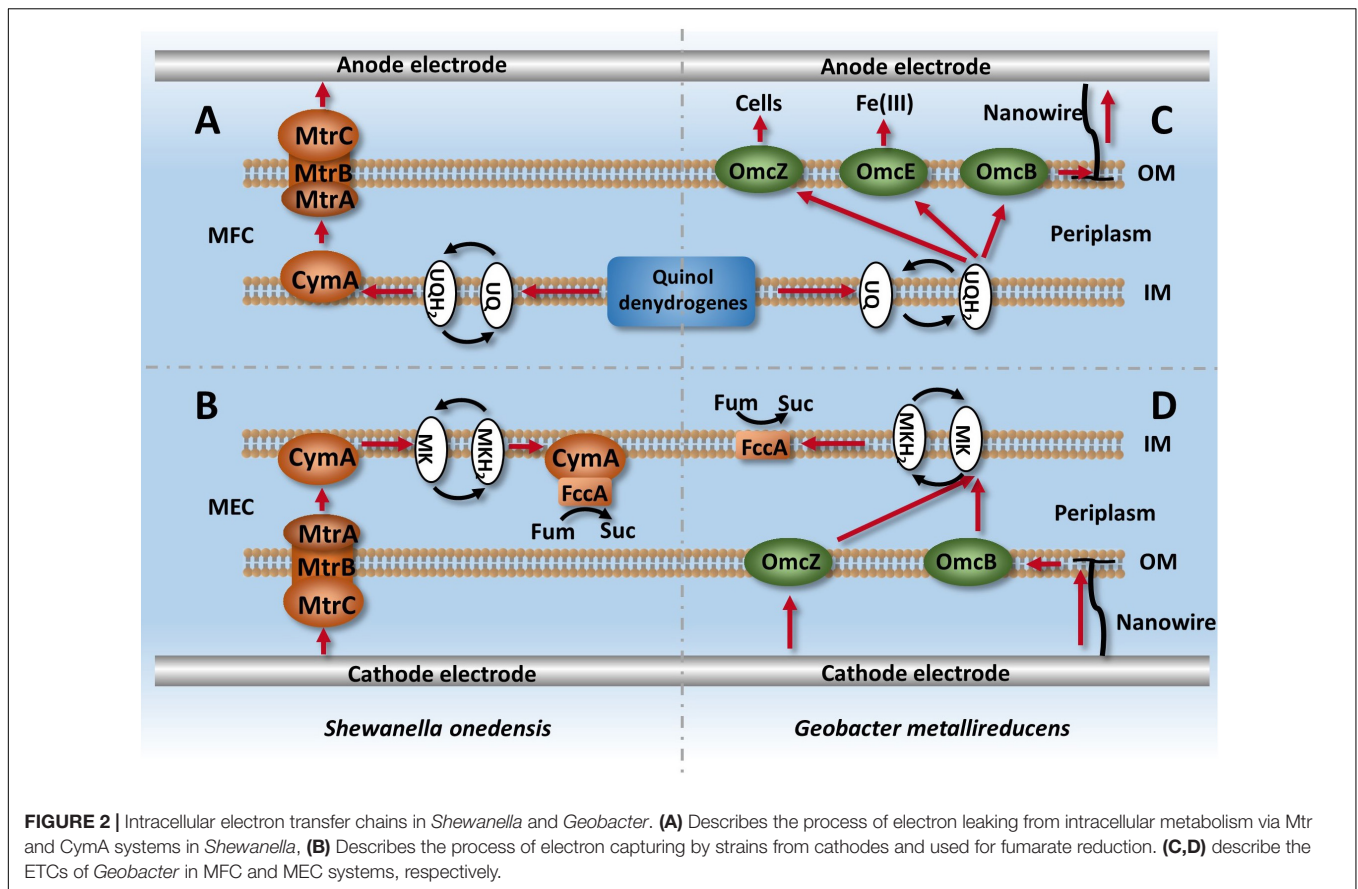 Anode electrode
Anode electrode
A
MtrC
MtrB
MtrA
MFC
CymA
UQH2
UQ
Quinol
denydrogenes
Cells
Fe(III)
Nanowire
C
OmcZ
OmcE
OmcB
OM
Periplasm
UQ
UQH2
IM
B
CymA
MK
MKH2
CymA
FccA
Fum
Suc
MEC
MtrA
MtrB
MtrC
Fum
Suc
D
FccA
MKH2
MK
IM
Periplasm
OmcZ
OmcB
OM
Nanowire
Cathode electrode
Cathode electrode
Shewanella onedensis
Geobacter metallireducens
FIGURE 2 | Intracellular electron transfer chains in Shewanella and Geobacter. (A) Describes the process of electron leaking from intracellular metabolism via Mtr
and CymA systems in Shewanella, (B) Describes the process of electron capturing by strains from cathodes and used for fumarate reduction. (C,D) describe the
ETCs of Geobacter in MFC and MEC systems, respectively.